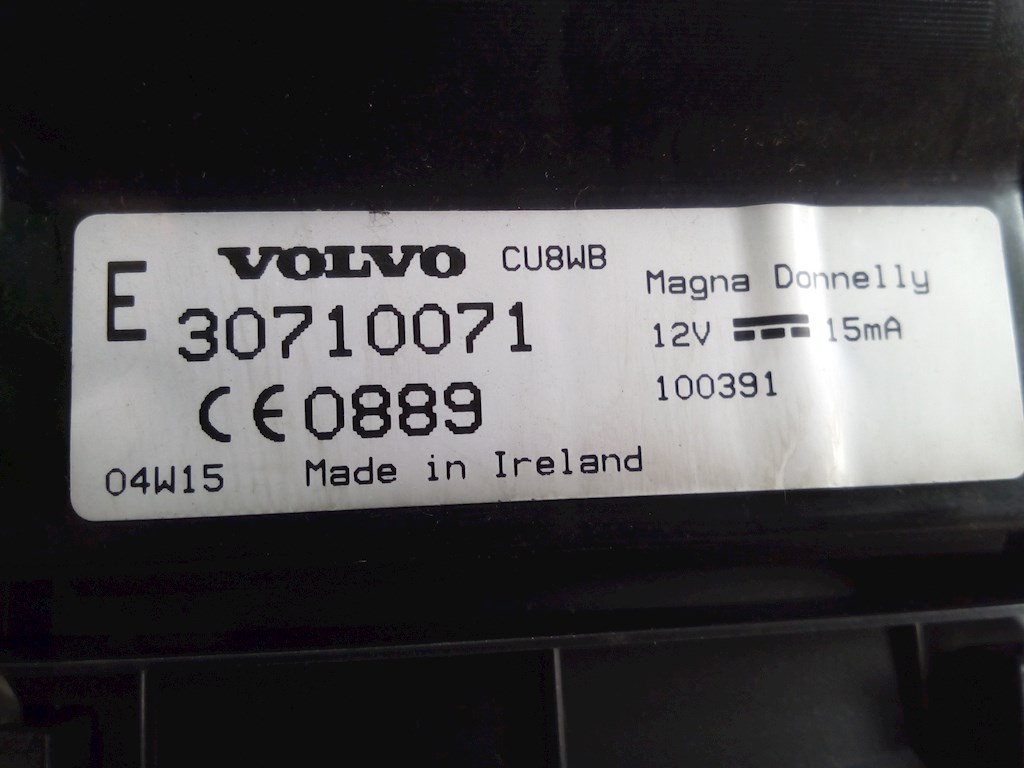 VOLVO CU8WB
E 30710071
CE0889
04W15 Made in Ireland
Magna Donnelly
12V 15mA
100391